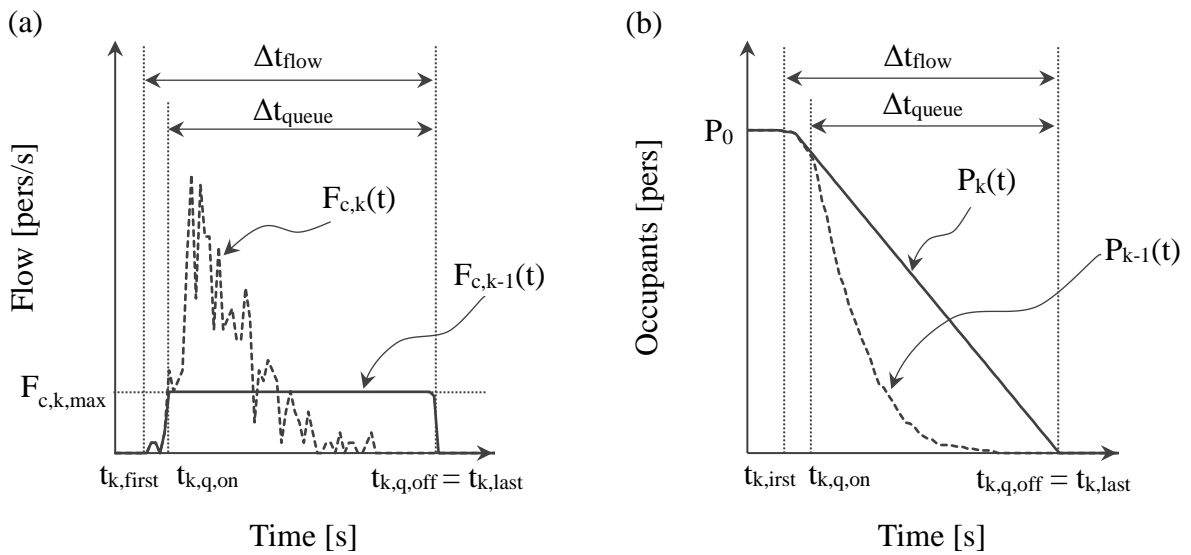 (a)
Δtflow
Δtqueue
Flow [pers/s]
Fc,k(t)
Fc,k-1(t)
Fc,k,max
tk,first
tk,q,on
tk,q,off = tk,last
Time [s]
(b)
Δtflow
Δtqueue
P0
Occupants [pers]
Pk(t)
Pk-1(t)
tk,irst
tk,q,on
tk,q,off = tk,last
Time [s]